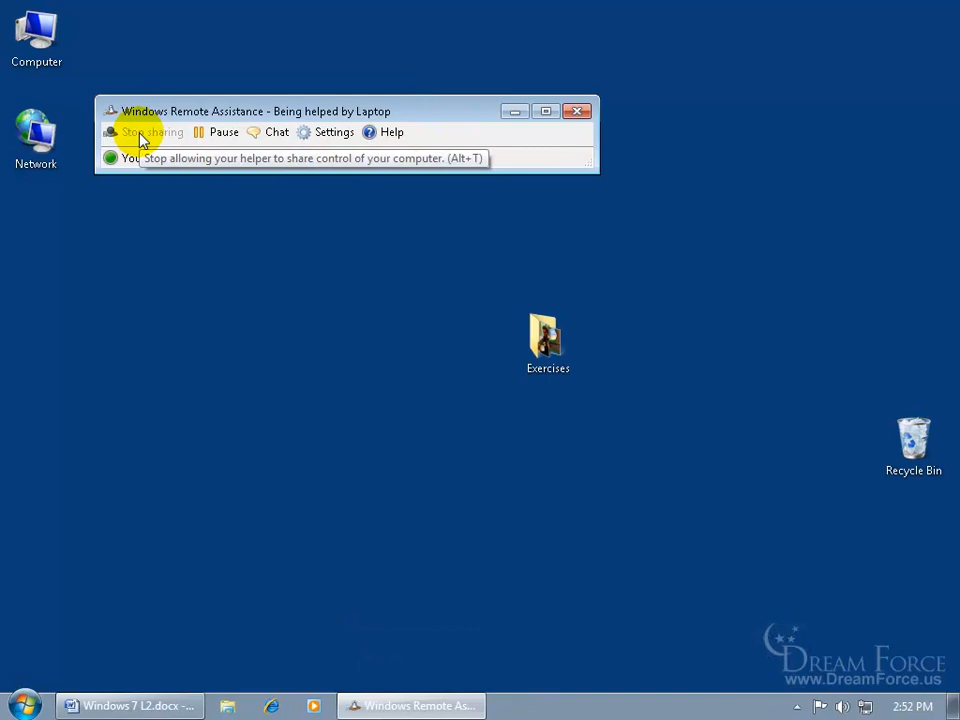 Computer
Network
Windows Remote Assistance - Being helped by Laptop
Stop sharing Pause Chat Settings Help
You
Stop allowing your helper to share control of your computer. (Alt+T)
Exercises
Recycle Bin
DREAM FORCE
www.DreamForce.us
Windows 7 L2.docx -...
Windows Remote As...
2:52 PM